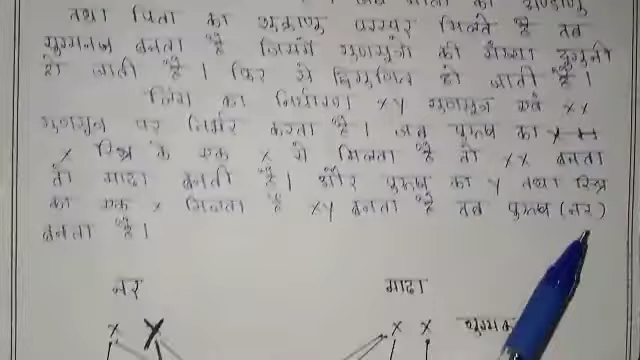 तथा पिता का शुक्राणु परस्पर मिलते है तब
युग्मनज बनता है जिसमें गुणसूत्रो की संख्या दुगुनी
हो जाती है। फिर से द्विगुणित हो जाती है।
लिंग का निर्धारण XY गुणसूत्र एवं XX
गुणसूत्र पर निर्भर करता है। जब पुरुष का
X स्त्रि के एक X से मिलता है तो XX बनता
तो मादा बनती है। और पुरुष का Y तथा स्त्रि
का एक X मिलता है XY बनता है तब पुरुष (नर)
बनता है।
नर मादा
X Y X X युग्मक